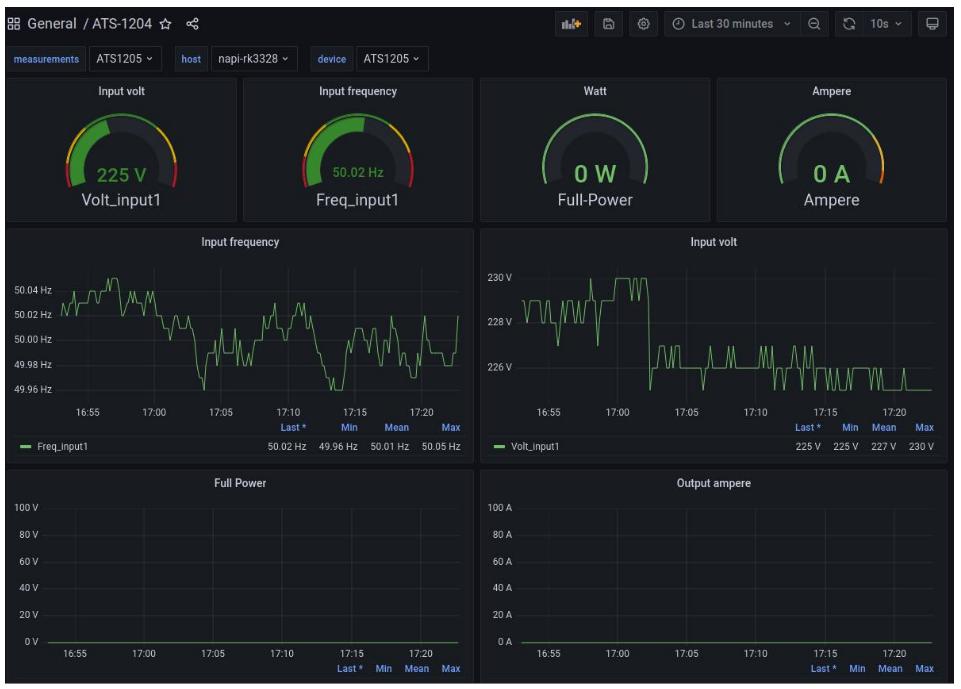 General / ATS-1204 Last 30 minutes 10s
measurements ATS1205 host napi-rk3328 device ATS1205
Input volt
225 V
Volt_input1
Input frequency
50.02 Hz
Freq_input1
Watt
0 W
Full-Power
Ampere
0 A
Ampere
Input frequency
50.04 Hz
50.02 Hz
50.00 Hz
49.98 Hz
49.96 Hz
16:55 17:00 17:05 17:10 17:15 17:20
Last * Min Mean Max
Freq_input1 50.02 Hz 49.96 Hz 50.01 Hz 50.05 Hz
Input volt
230 V
228 V
226 V
16:55 17:00 17:05 17:10 17:15 17:20
Last * Min Mean Max
Volt_input1 225 V 225 V 227 V 230 V
Full Power
100 V
80 V
60 V
40 V
20 V
0 V
16:55 17:00 17:05 17:10 17:15 17:20
Last * Min Mean Max
Output ampere
100 A
80 A
60 A
40 A
20 A
0 A
16:55 17:00 17:05 17:10 17:15 17:20
Last * Min Mean Max